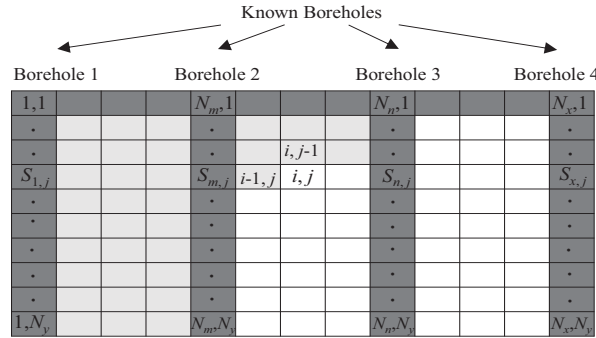 Known Boreholes
Borehole 1 Borehole 2 Borehole 3 Borehole 4
1,1 N_m,1 N_n,1 N_x,1
. . . .
. . i,j-1 . .
S_1,j S_m,j i-1,j i,j S_n,j S_x,j
. . . .
. . . .
. . . .
. . . .
. . . .
1,N_y N_m,N_y N_n,N_y N_x,N_y